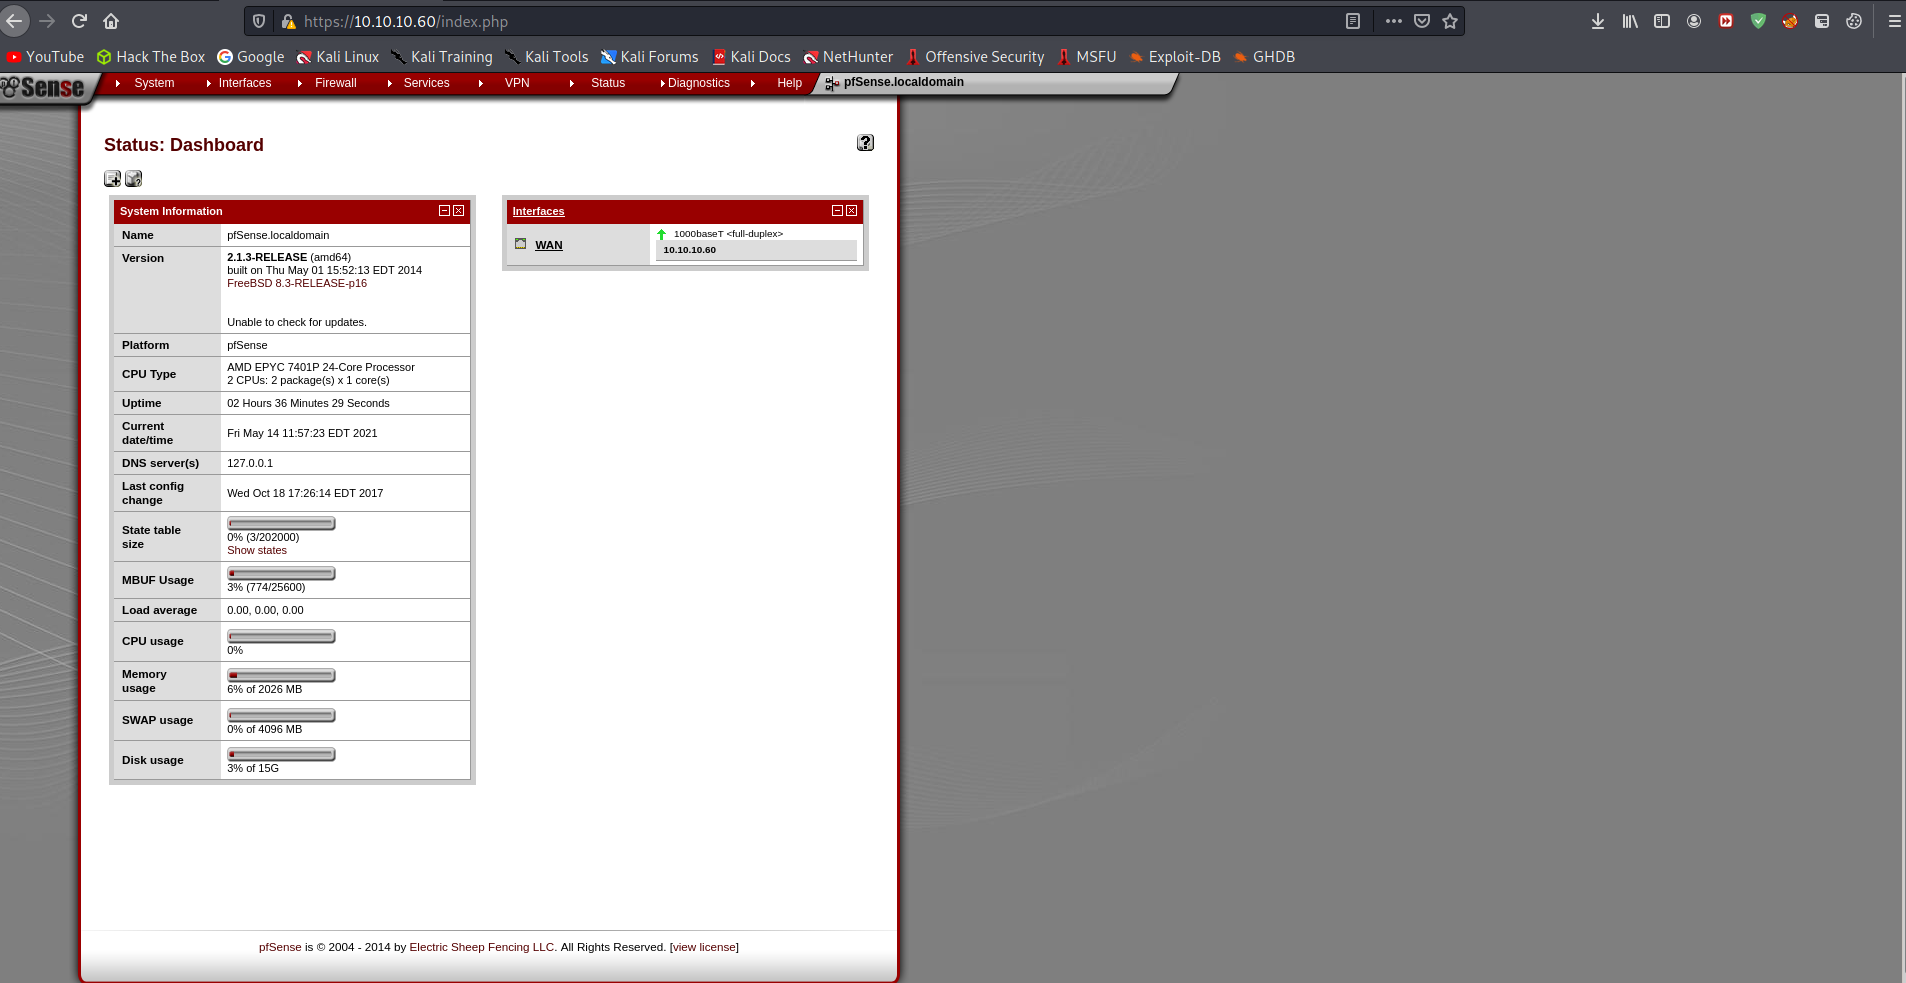 https://10.10.10.60/index.php
YouTube Hack The Box Google Kali Linux Kali Training Kali Tools Kali Forums Kali Docs NetHunter Offensive Security MSFU Exploit-DB GHDB
Sense System Interfaces Firewall Services VPN Status Diagnostics Help pfSense.localdomain
Status: Dashboard
System Information
Name pfSense.localdomain
Version 2.1.3-RELEASE (amd64)
built on Thu May 01 15:52:13 EDT 2014
FreeBSD 8.3-RELEASE-p16
Unable to check for updates.
Platform pfSense
CPU Type AMD EPYC 7401P 24-Core Processor
2 CPUs: 2 package(s) x 1 core(s)
Uptime 02 Hours 36 Minutes 29 Seconds
Current
date/time Fri May 14 11:57:23 EDT 2021
DNS server(s) 127.0.0.1
Last config
change Wed Oct 18 17:26:14 EDT 2017
State table
size
0% (3/202000)
Show states
MBUF Usage
3% (774/25600)
Load average 0.00, 0.00, 0.00
CPU usage
0%
Memory
usage
6% of 2026 MB
SWAP usage
0% of 4096 MB
Disk usage
3% of 15G
Interfaces
WAN 1000baseT <full-duplex>
10.10.10.60
pfSense is © 2004 - 2014 by Electric Sheep Fencing LLC. All Rights Reserved. [view license]